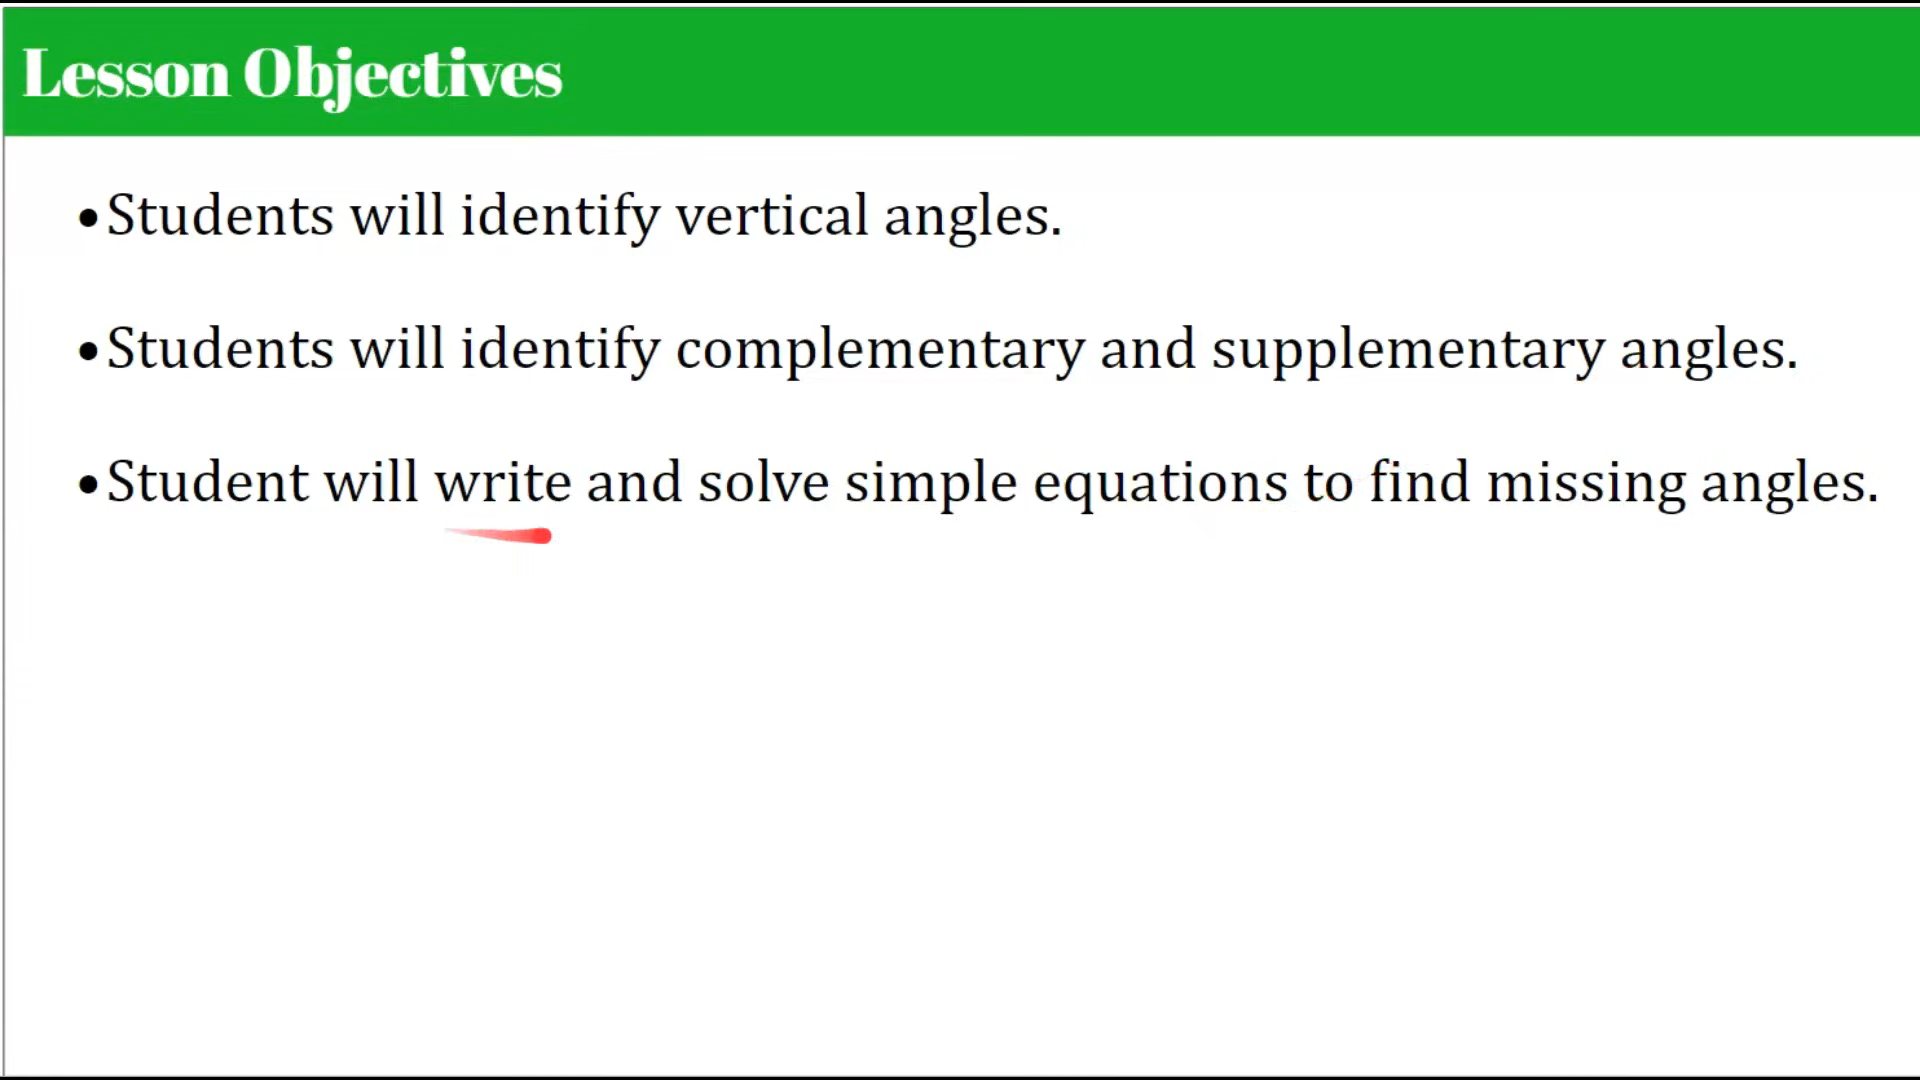 Lesson Objectives
•Students will identify vertical angles.
•Students will identify complementary and supplementary angles.
•Student will write and solve simple equations to find missing angles.